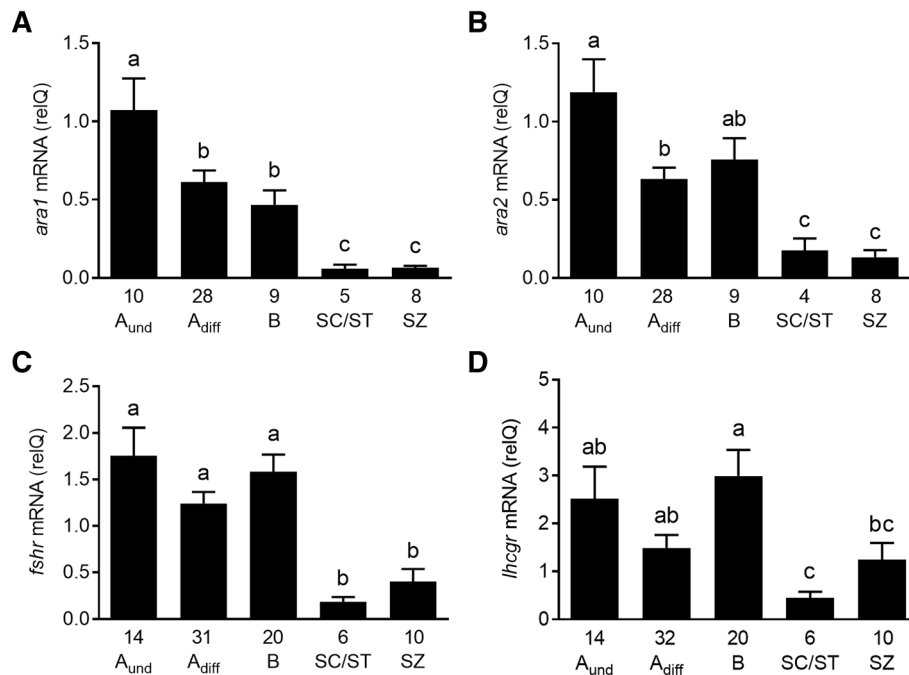 A
ara1 mRNA (relQ)
1.5
1.0
0.5
0.0
a
b
b
c
c
10 28 9 5 8
Aund Adiff B SC/ST SZ
B
ara2 mRNA (relQ)
1.5
1.0
0.5
0.0
a
b
ab
c
c
10 28 9 4 8
Aund Adiff B SC/ST SZ
C
fshr mRNA (relQ)
2.5
2.0
1.5
1.0
0.5
0.0
a
a
a
b
b
14 31 20 6 10
Aund Adiff B SC/ST SZ
D
lhcgr mRNA (relQ)
5
4
3
2
1
0
ab
ab
a
c
bc
14 32 20 6 10
Aund Adiff B SC/ST SZ